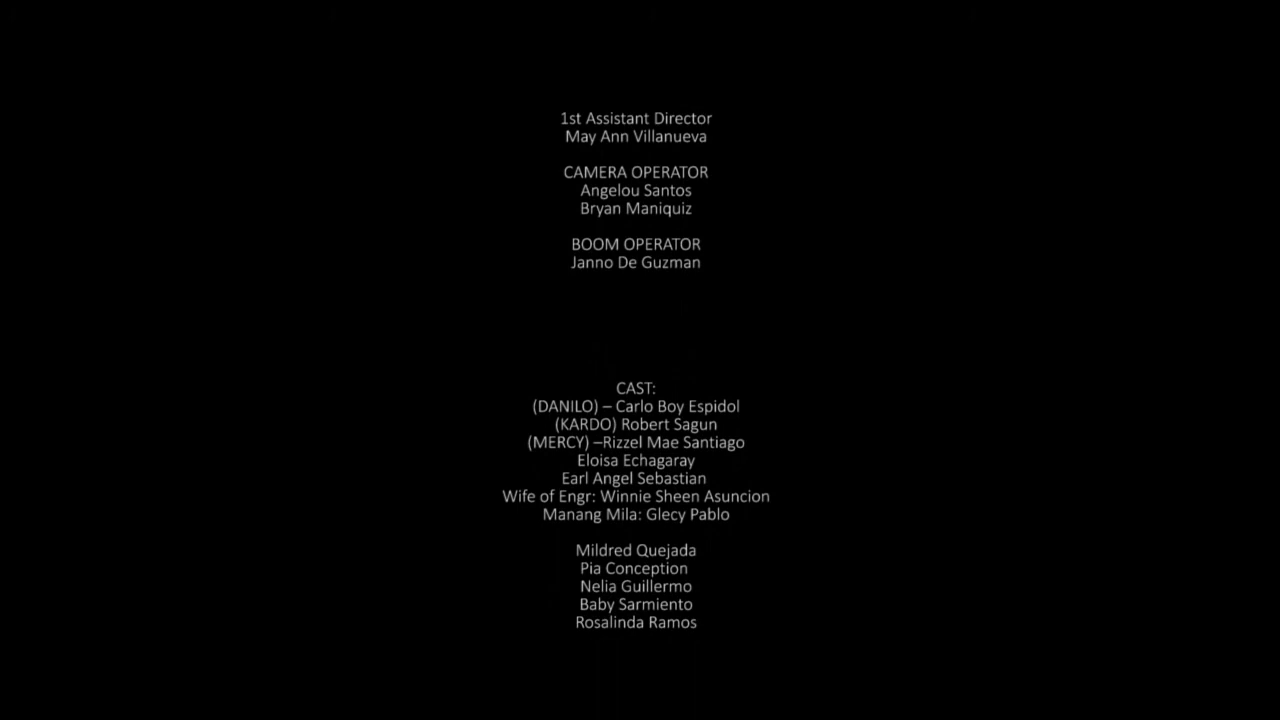 1st Assistant Director
May Ann Villanueva
CAMERA OPERATOR
Angelou Santos
Bryan Maniquiz
BOOM OPERATOR
Janno De Guzman
CAST:
(DANILO) – Carlo Boy Espidol
(KARDO) Robert Sagun
(MERCY) –Rizzel Mae Santiago
Eloisa Echagaray
Earl Angel Sebastian
Wife of Engr: Winnie Sheen Asuncion
Manang Mila: Glecy Pablo
Mildred Quejada
Pia Conception
Nelia Guillermo
Baby Sarmiento
Rosalinda Ramos